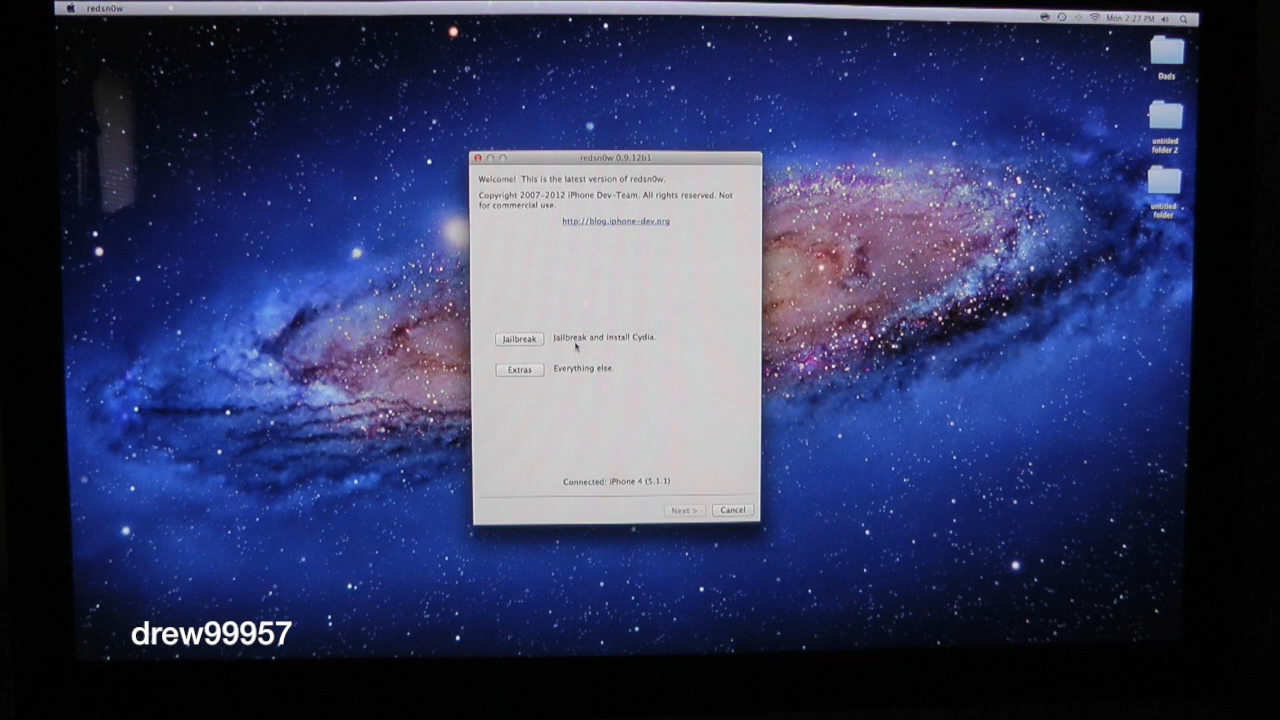 redsn0w
Mon 2:27 PM
Dads
untitled
folder 2
untitled
folder
redsn0w 0.9.12b1
Welcome! This is the latest version of redsn0w.
Copyright 2007-2012 iPhone Dev-Team. All rights reserved. Not
for commercial use.
http://blog.iphone-dev.org
Jailbreak Jailbreak and install Cydia.
Extras Everything else.
Connected: iPhone 4 (5.1.1)
Next > Cancel
drew99957